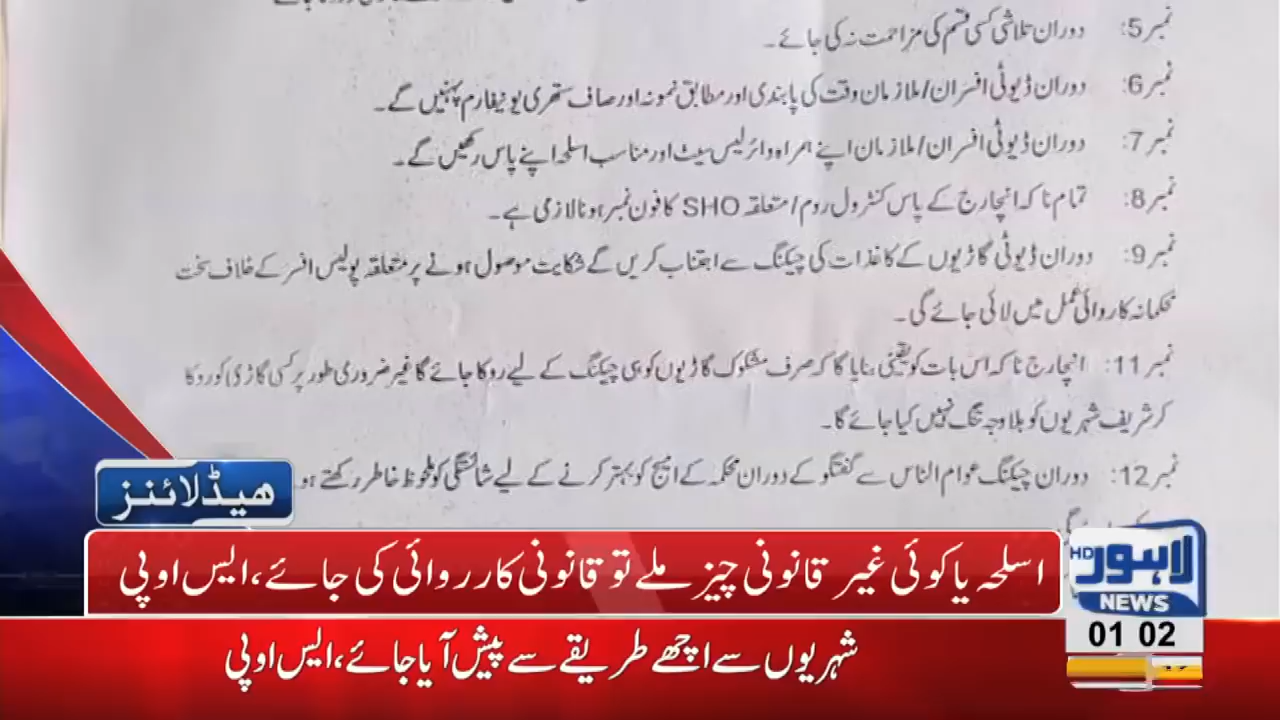 نمبر5: دوران تلاشی کسی قسم کی مزاحمت نہ کی جائے۔
نمبر6: دوران ڈیوٹی افسران/ملازمان وقت کی پابندی اور مطابق نمونہ اور صاف ستھری یونیفارم پہنیں گے۔
نمبر7: دوران ڈیوٹی افسران/ملازمان اپنے ہمراہ وائرلیس سیٹ اور مناسب اسلحہ اپنے پاس رکھیں گے۔
نمبر8: تمام ناکہ انچارج کے پاس کنٹرول روم/متعلقہ SHO کا فون نمبر ہونا لازمی ہے۔
نمبر9: دوران ڈیوٹی گاڑیوں کے کاغذات کی چیکنگ سے اجتناب کریں گے شکایت موصول ہونے پر متعلقہ پولیس افسر کے خلاف سخت
محکمانہ کاروائی عمل میں لائی جائے گی۔
نمبر11: انچارج ناکہ اس بات کو یقینی بنایا گا کہ صرف مشکوک گاڑیوں کو ہی چیکنگ کے لیے روکا جائے گا غیر ضروری طور پر کسی گاڑی کو روکا
کر شریف شہریوں کو بلاوجہ تنگ نہیں کیا جائے گا۔
نمبر12: دوران چیکنگ عوام الناس سے گفتگو کے دوران محکمہ کے امیج کو بہتر کرنے کے لیے شائستگی کو ملحوظ خاطر رکھتے ہو
ھیڈلائنز
اسلحہ یا کوئی غیر قانونی چیز ملے تو قانونی کارروائی کی جائے، ایس او پی
شہریوں سے اچھے طریقے سے پیش آیا جائے، ایس او پی
لاہور HD
NEWS
01 02